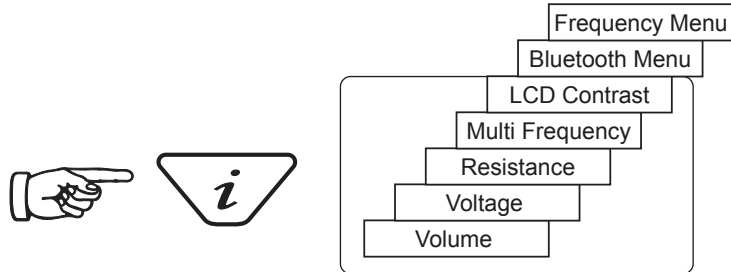 Frequency Menu
Bluetooth Menu
LCD Contrast
Multi Frequency
Resistance
i
Voltage
Volume